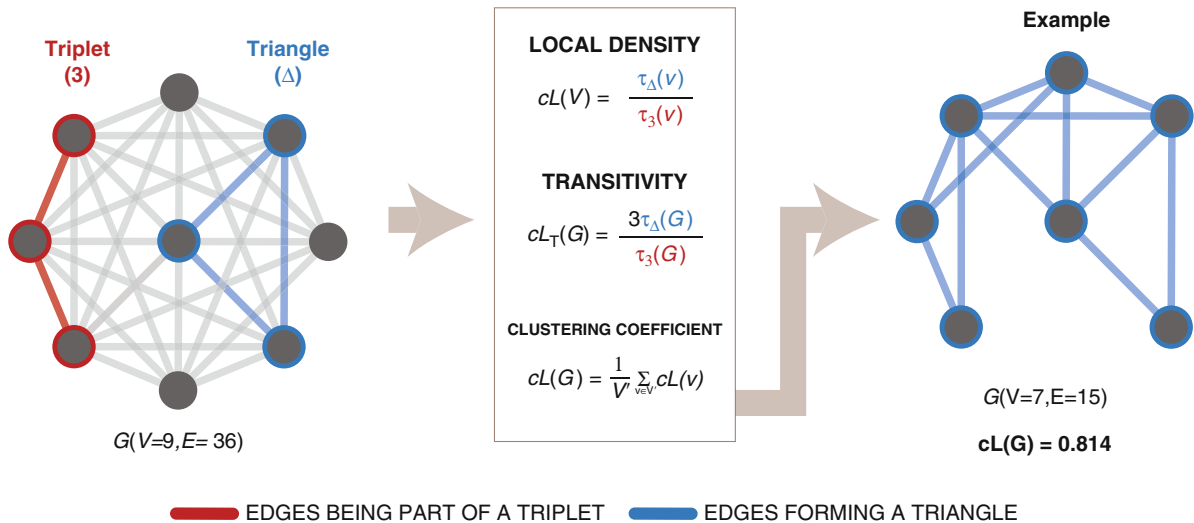 Triplet
(3)
Triangle
(Δ)
G(V=9,E= 36)
LOCAL DENSITY
cL(V) = τΔ(v)
τ3(v)
TRANSITIVITY
cLT(G) = 3τΔ(G)
τ3(G)
CLUSTERING COEFFICIENT
cL(G) = 1/V′ Σ v∈V′ cL(v)
Example
G(V=7,E=15)
cL(G) = 0.814
EDGES BEING PART OF A TRIPLET
EDGES FORMING A TRIANGLE